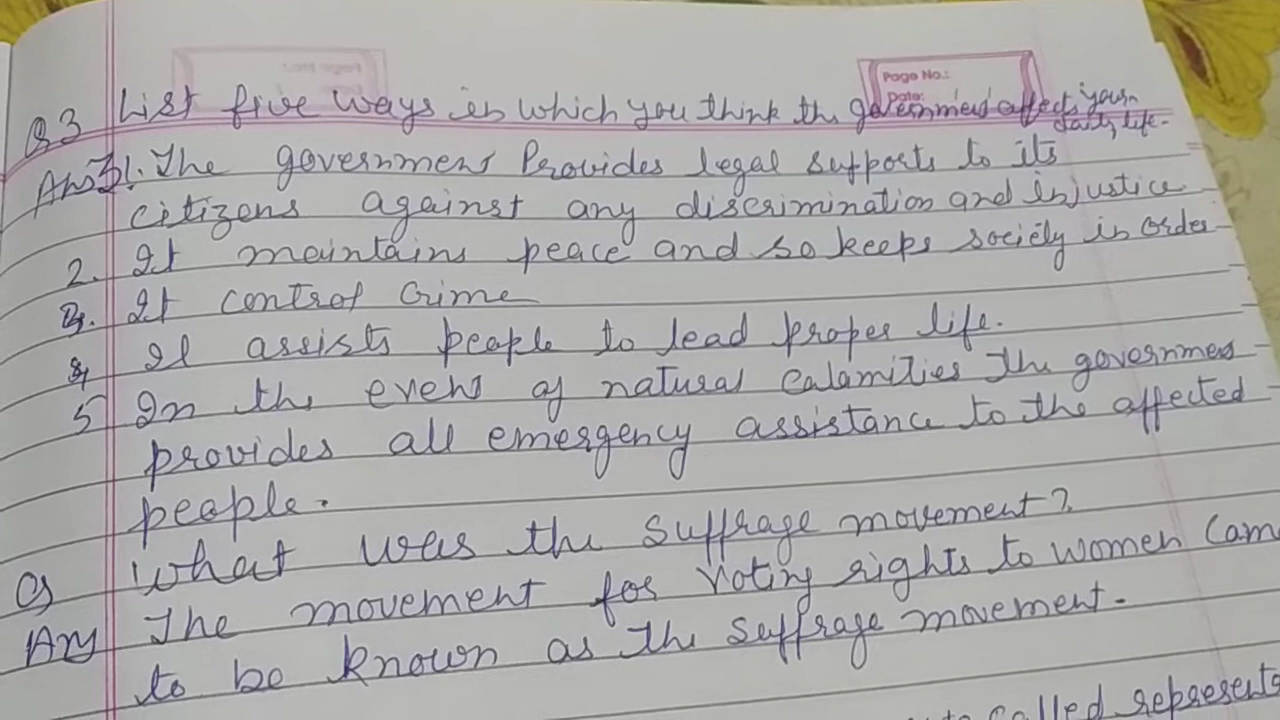 Page No.:
Date:
Q3 List five ways in which you think the government affects your
daily life.
Ans 3 1. The government Provides legal supports to its
citizens against any discrimination and injustice
2. It maintains peace and so keeps society in order
3. It control Crime
4 It assists people to lead proper life.
5 In the event of natural calamities the government
provides all emergency assistance to the affected
people.
Q What was the suffrage movement?
Ans The movement for voting rights to women Cam
to be known as the suffrage movement.
called represents